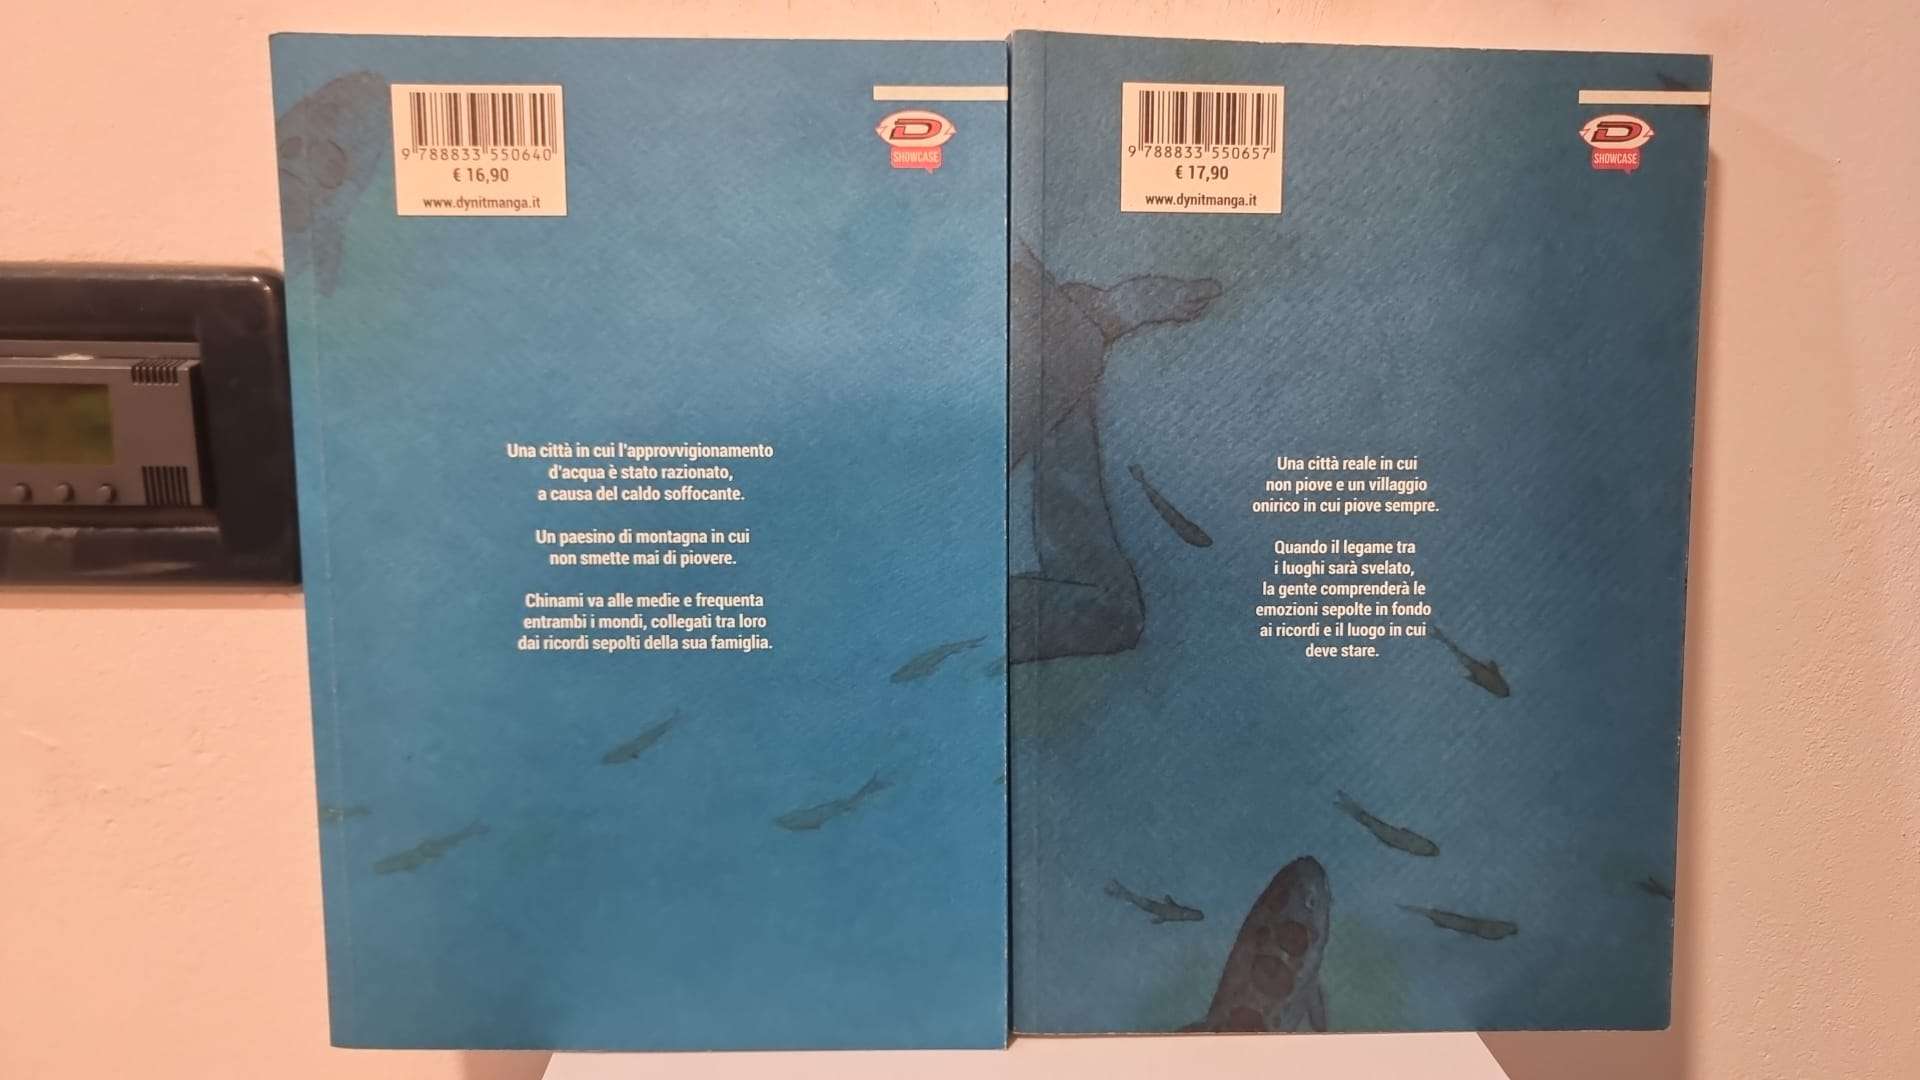 9 788833 550640
€ 16,90
www.dynitmanga.it
D
SHOWCASE
Una città in cui l'approvvigionamento
d'acqua è stato razionato,
a causa del caldo soffocante.
Un paesino di montagna in cui
non smette mai di piovere.
Chinami va alle medie e frequenta
entrambi i mondi, collegati tra loro
dai ricordi sepolti della sua famiglia.
9 788833 550657
€ 17,90
www.dynitmanga.it
D
SHOWCASE
Una città reale in cui
non piove e un villaggio
onirico in cui piove sempre.
Quando il legame tra
i luoghi sarà svelato,
la gente comprenderà le
emozioni sepolte in fondo
ai ricordi e il luogo in cui
deve stare.